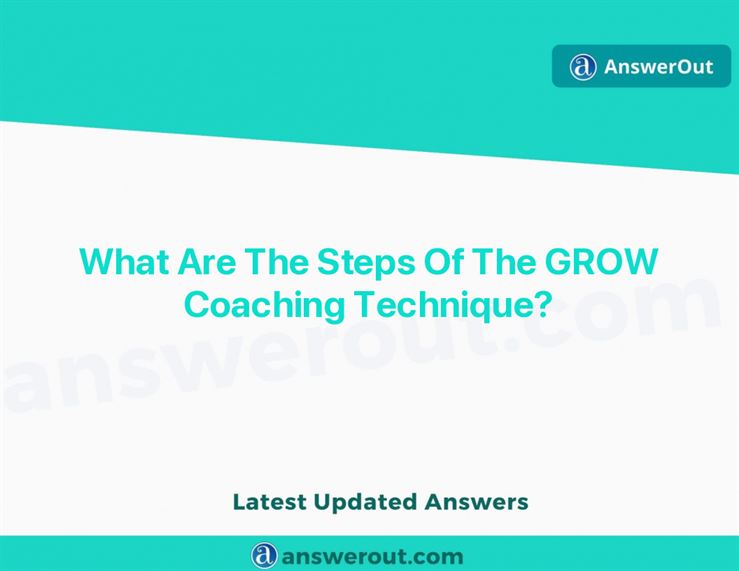 AnswerOut
What Are The Steps Of The GROW
Coaching Technique?
answerout.com
Latest Updated Answers
answerout.com